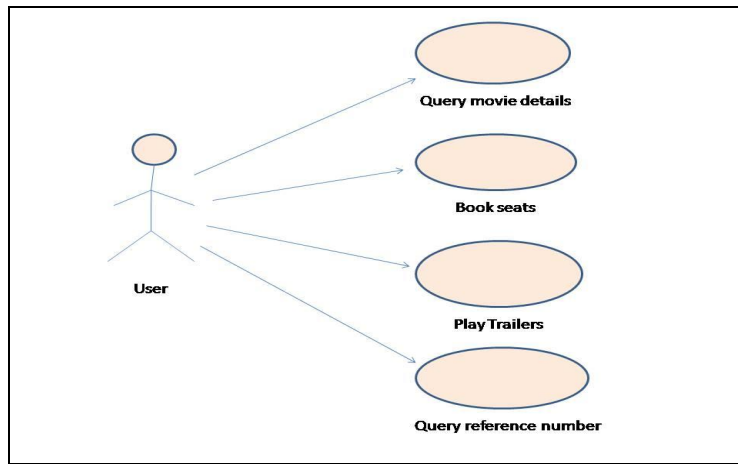 Query movie details
Book seats
User
Play Trailers
Query reference number